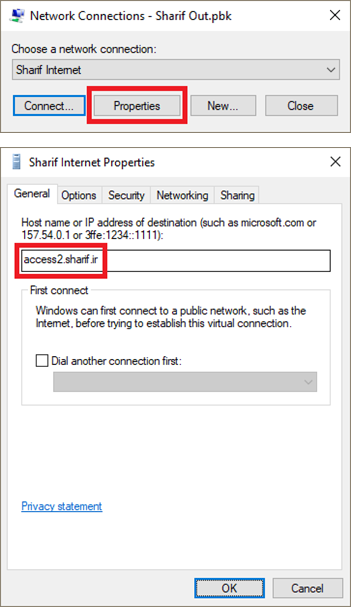 Network Connections - Sharif Out.pbk
Choose a network connection:
Sharif Internet
Connect... Properties New... Close
Sharif Internet Properties
General Options Security Networking Sharing
Host name or IP address of destination (such as microsoft.com or
157.54.0.1 or 3ffe:1234::1111):
access2.sharif.ir
First connect
Windows can first connect to a public network, such as the
Internet, before trying to establish this virtual connection.
Dial another connection first:
Privacy statement
OK Cancel